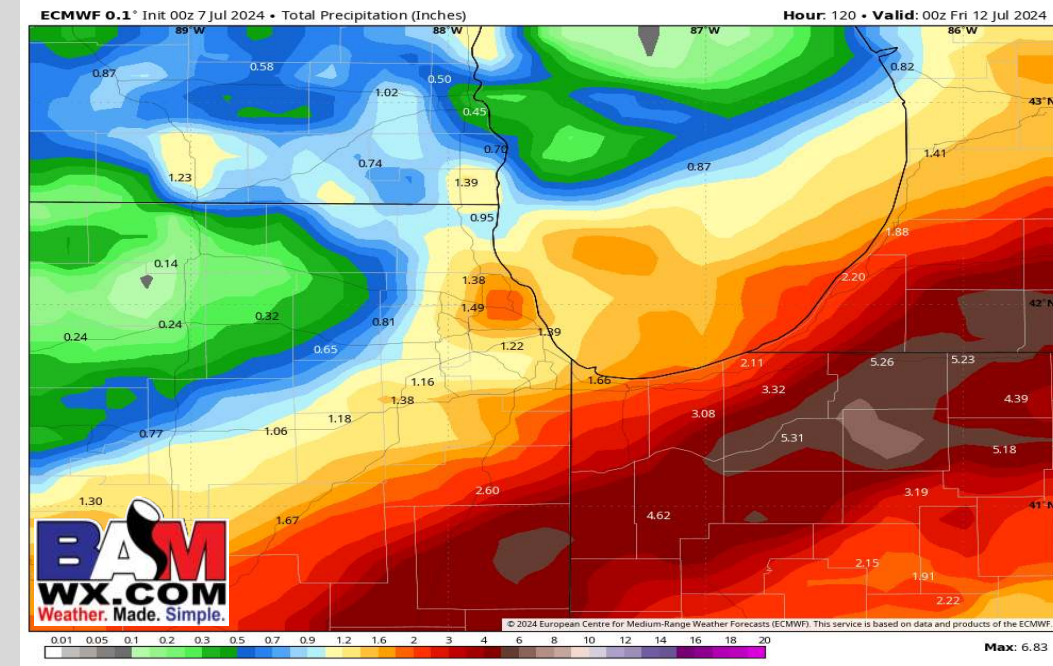 ECMWF 0.1° Init 00z 7 Jul 2024 • Total Precipitation (Inches)
Hour: 120 • Valid: 00z Fri 12 Jul 2024
89°W 88°W 87°W 86°W
0.87 0.58 0.50 1.02 0.82
0.45 43°N
0.70 1.41
0.74 0.87
1.23 1.39
0.95 1.88
0.14 1.38 2.20
1.49 42°N
0.24 0.24 0.32 0.81 1.39
0.65 1.22
2.11 5.26 5.23
1.16 1.66 3.32
1.38 3.08 4.39
1.18
0.77 1.06 5.31 5.18
2.60 3.19
1.30 41°N
1.67 4.62
2.15
1.91
2.22
BAM
WX.COM
Weather. Made. Simple.
© 2024 European Centre for Medium-Range Weather Forecasts (ECMWF). This service is based on data and products of the ECMWF.
0.01 0.05 0.1 0.2 0.3 0.5 0.7 0.9 1.2 1.6 2 3 4 5 6 8 10 12 14 16 18 20
Max: 6.83